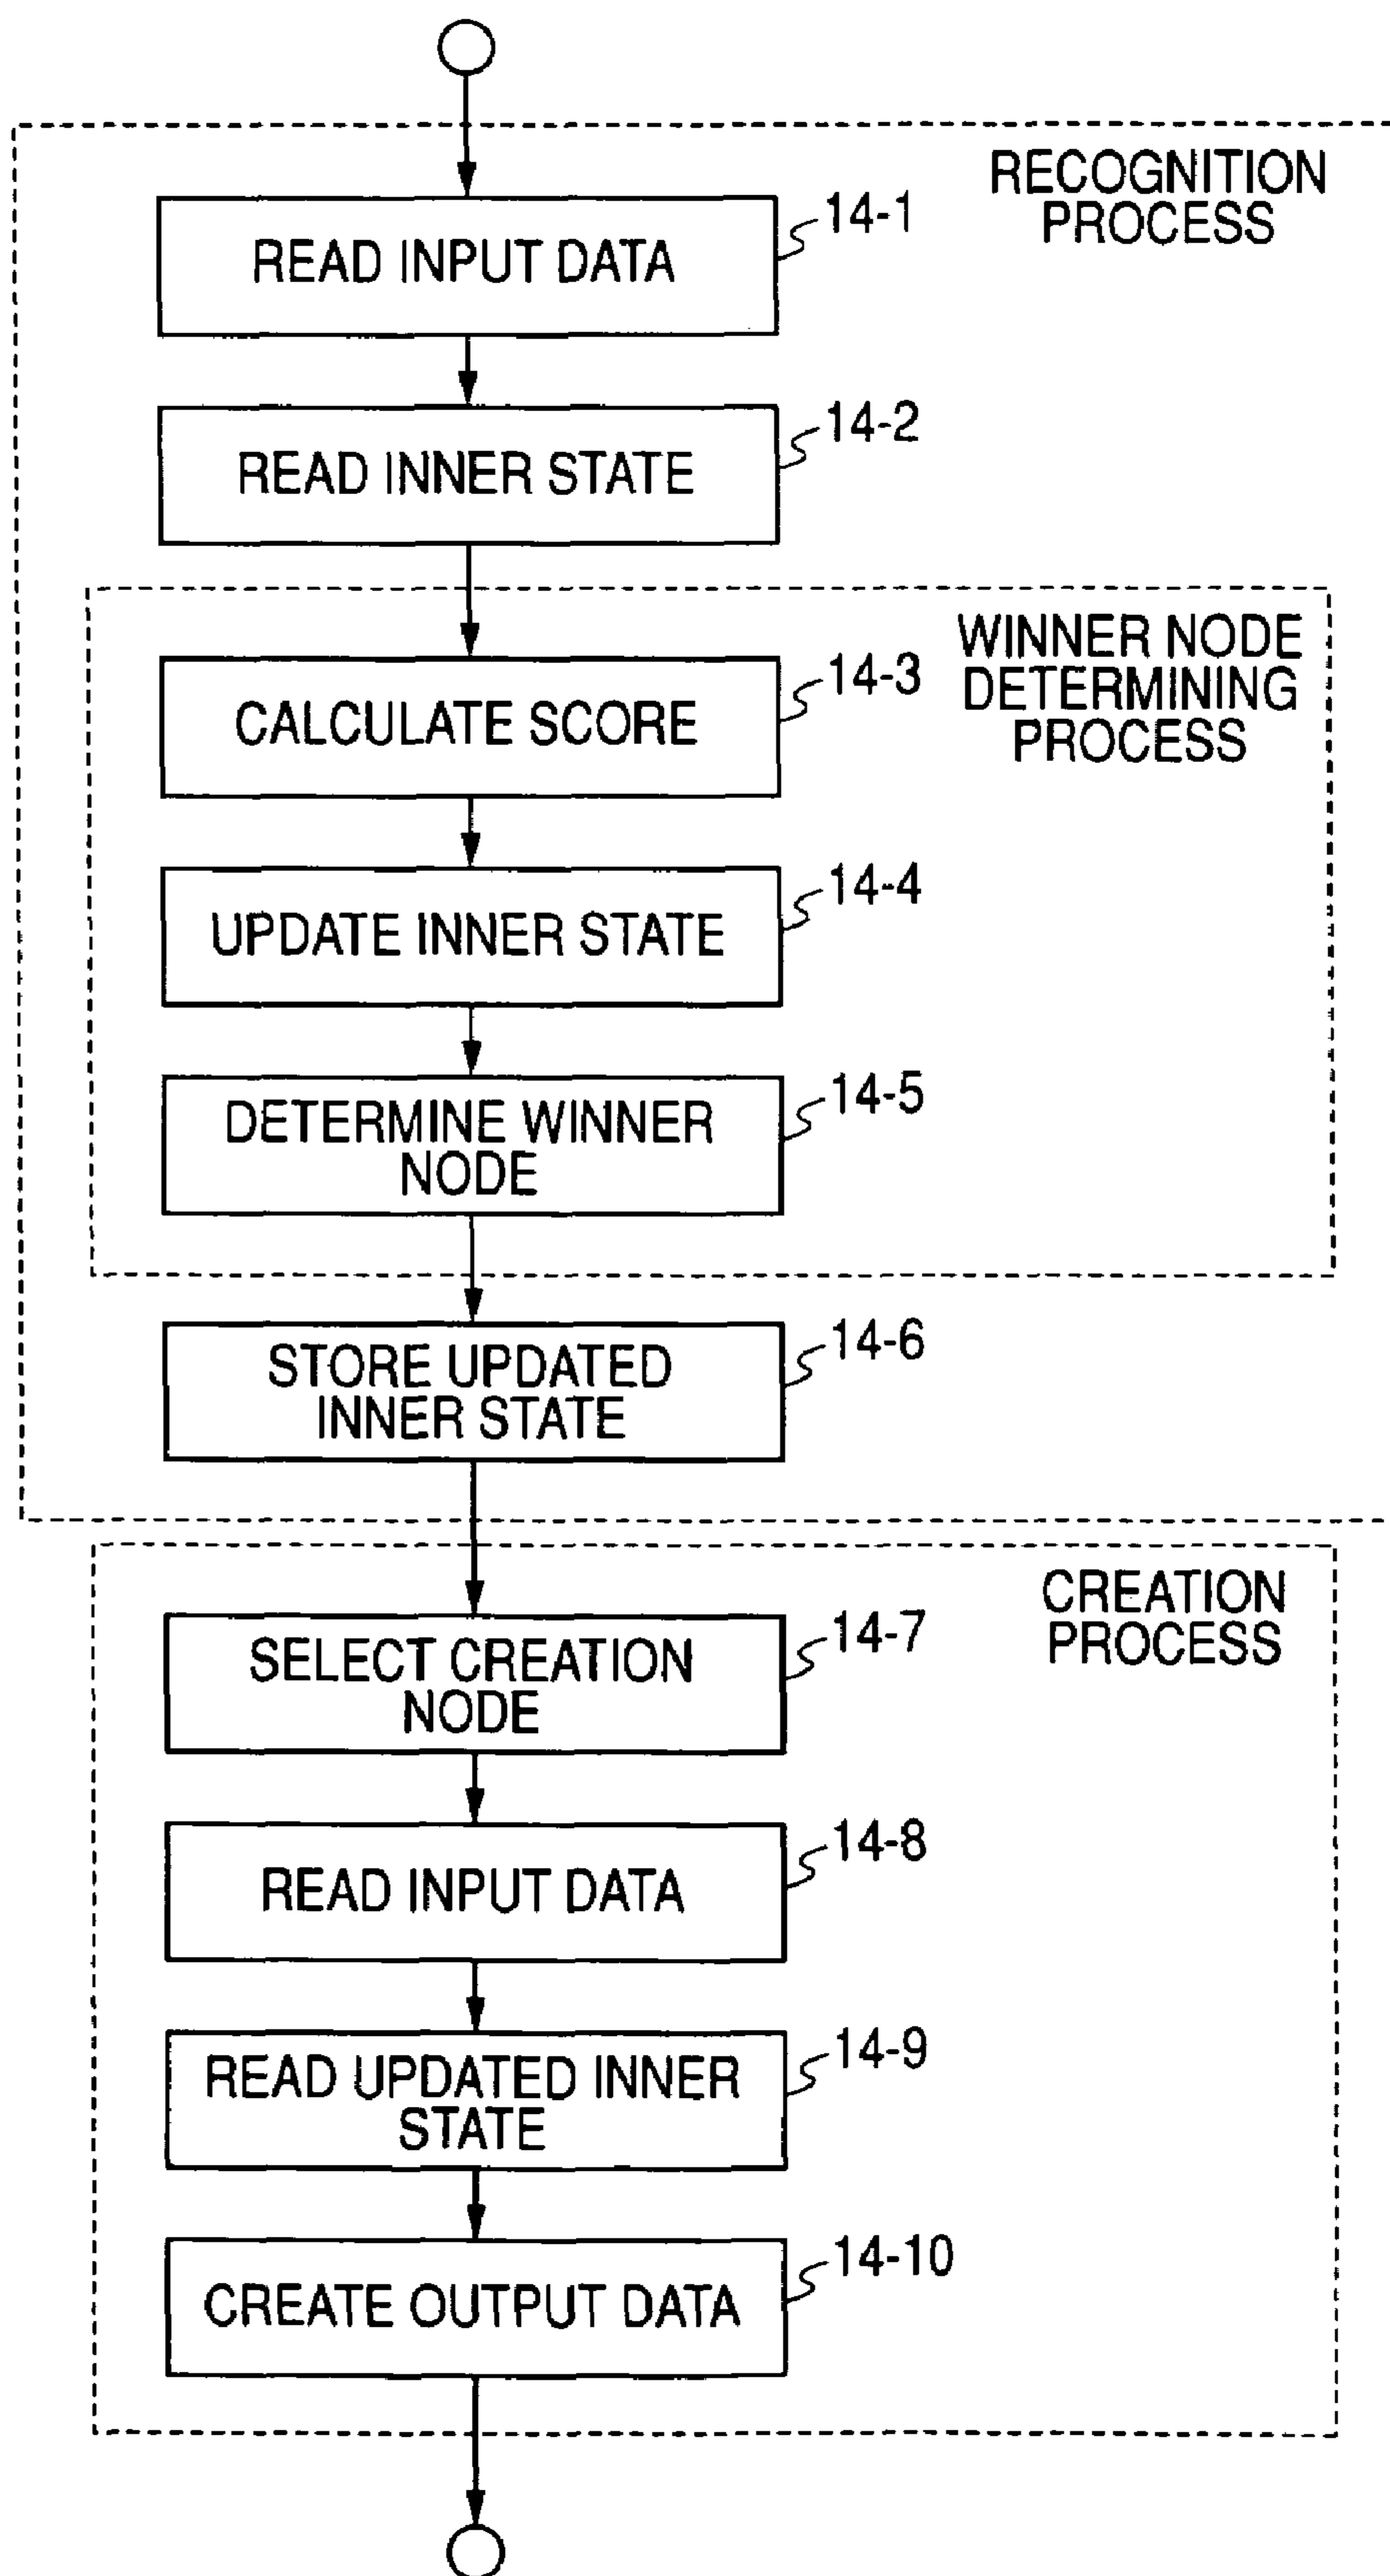 RECOGNITION
PROCESS
14-1
READ INPUT DATA
14-2
READ INNER STATE
WINNER NODE
DETERMINING
PROCESS
14-3
CALCULATE SCORE
14-4
UPDATE INNER STATE
14-5
DETERMINE WINNER
NODE
14-6
STORE UPDATED
INNER STATE
CREATION
PROCESS
14-7
SELECT CREATION
NODE
14-8
READ INPUT DATA
14-9
READ UPDATED INNER
STATE
14-10
CREATE OUTPUT DATA